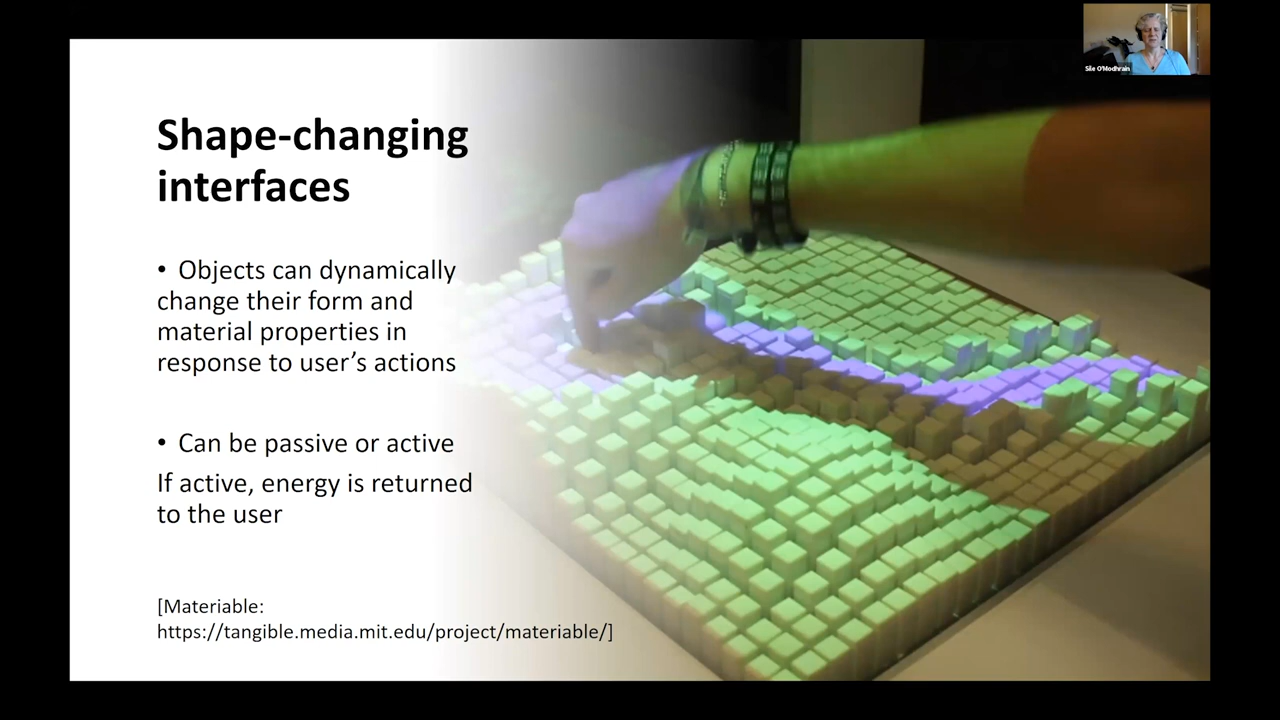 Sile O'Modhrain
Shape-changing
interfaces
• Objects can dynamically
change their form and
material properties in
response to user’s actions
• Can be passive or active
If active, energy is returned
to the user
[Materiable:
https://tangible.media.mit.edu/project/materiable/]